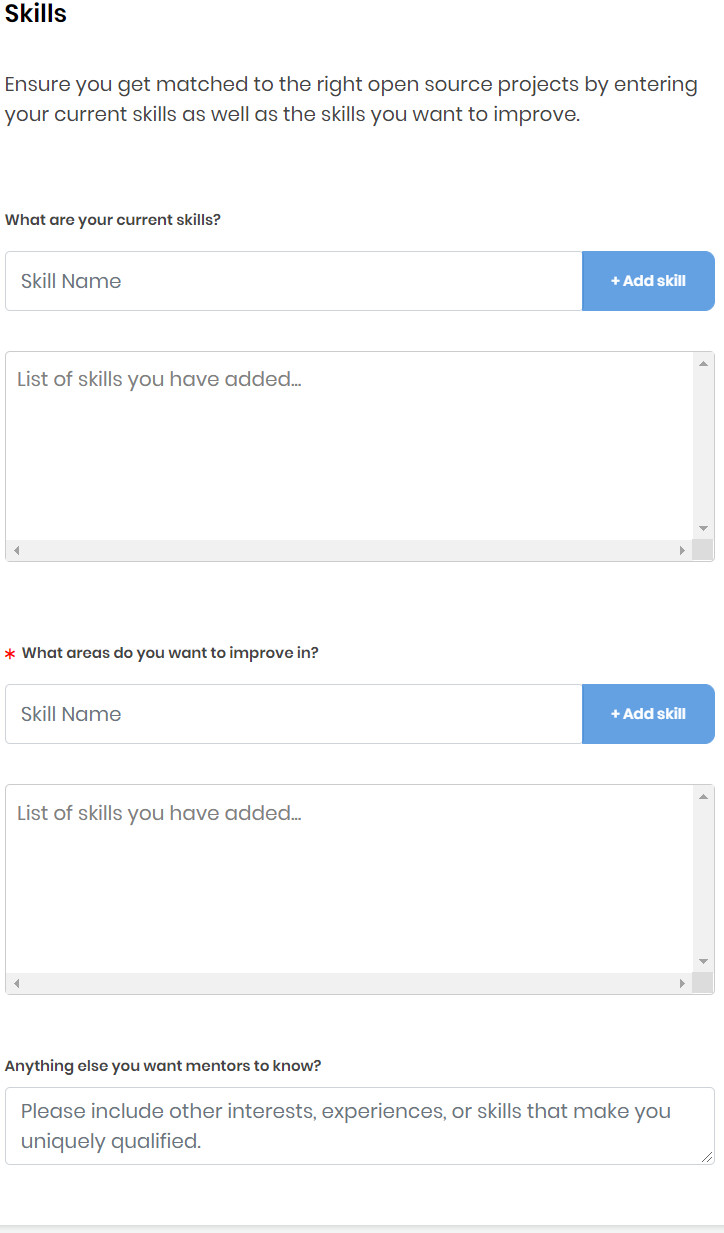 Skills
Ensure you get matched to the right open source projects by entering
your current skills as well as the skills you want to improve.
What are your current skills?
Skill Name
+ Add skill
List of skills you have added...
* What areas do you want to improve in?
Skill Name
+ Add skill
List of skills you have added...
Anything else you want mentors to know?
Please include other interests, experiences, or skills that make you
uniquely qualified.